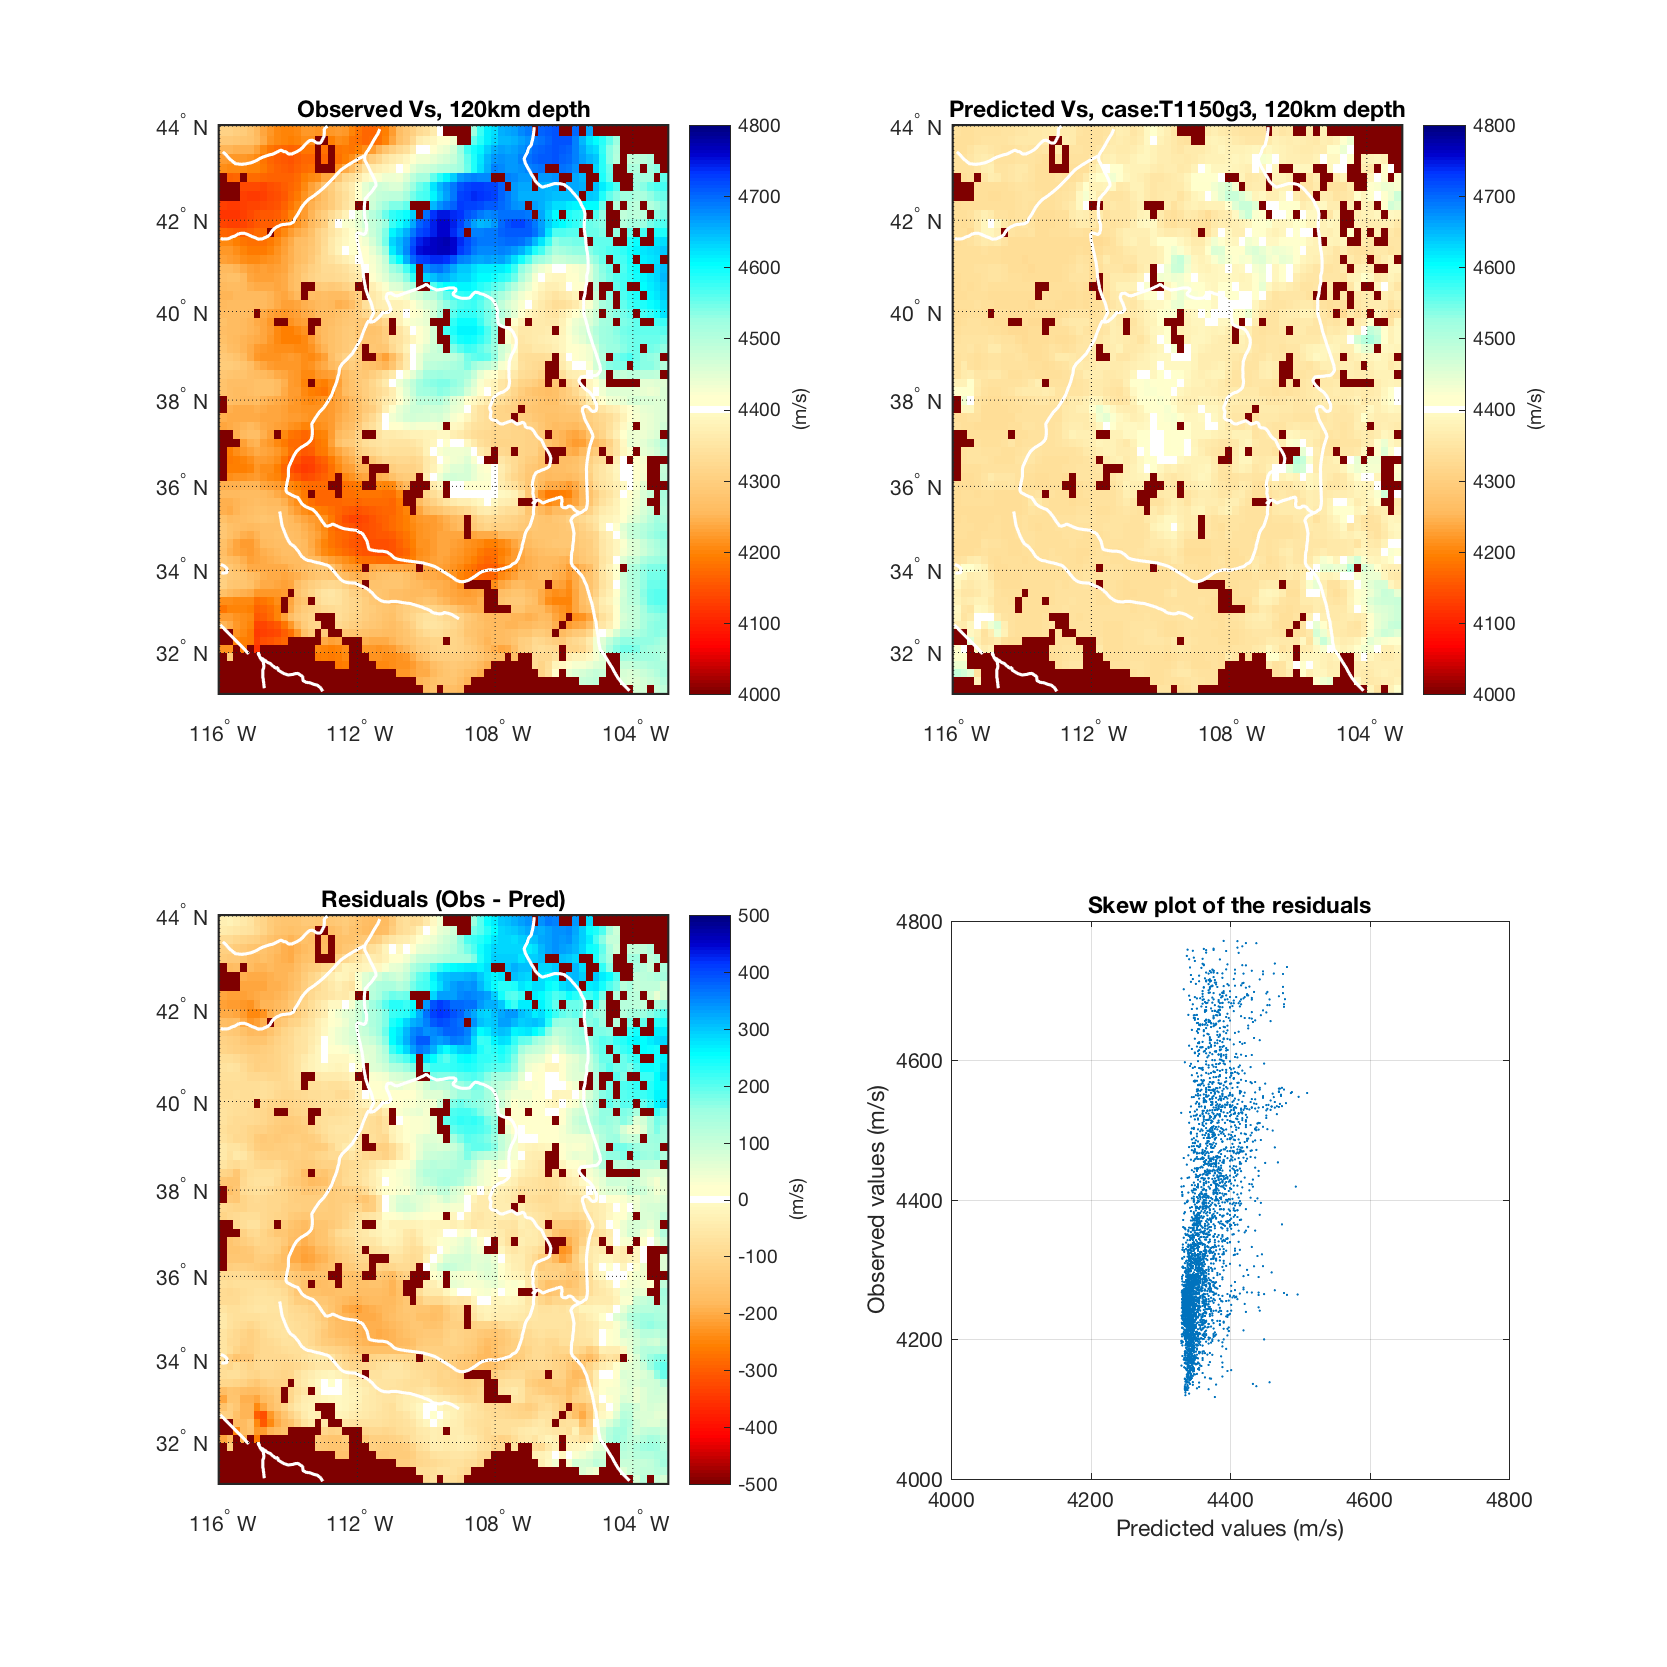 Observed Vs, 120km depth
44° N
42° N
40° N
38° N
36° N
34° N
32° N
116° W
112° W
108° W
104° W
4800
4700
4600
4500
4400
4300
4200
4100
4000
(m/s)
Predicted Vs, case:T1150g3, 120km depth
44° N
42° N
40° N
38° N
36° N
34° N
32° N
116° W
112° W
108° W
104° W
4800
4700
4600
4500
4400
4300
4200
4100
4000
(m/s)
Residuals (Obs - Pred)
44° N
42° N
40° N
38° N
36° N
34° N
32° N
116° W
112° W
108° W
104° W
500
400
300
200
100
0
-100
-200
-300
-400
-500
(m/s)
Skew plot of the residuals
4800
4600
4400
4200
4000
Observed values (m/s)
4000
4200
4400
4600
4800
Predicted values (m/s)